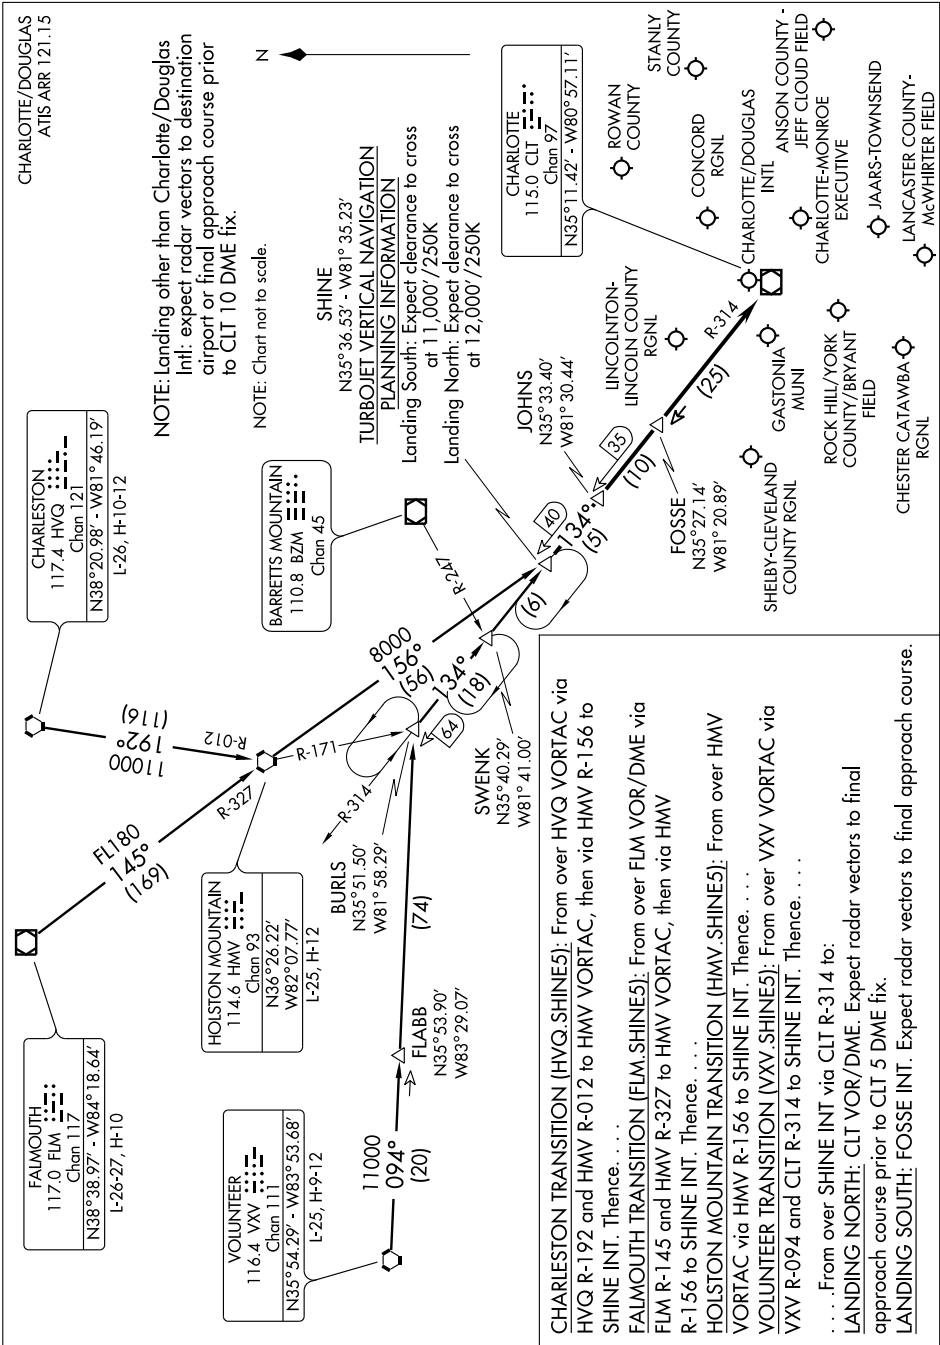 CHARLOTTE/DOUGLAS
ATIS ARR 121.15
NOTE: Landing other than Charlotte/Douglas
Intl: expect radar vectors to destination
airport or final approach course prior
to CLT 10 DME fix.
NOTE: Chart not to scale.
N
SHINE
N35°36.53' - W81° 35.23'
TURBOJET VERTICAL NAVIGATION
PLANNING INFORMATION
Landing South: Expect clearance to cross
at 11,000'/250K
Landing North: Expect clearance to cross
at 12,000'/250K
FALMOUTH
117.0 FLM
Chan 117
N38°38.97' - W84°18.64'
L-26-27, H-10
CHARLESTON
117.4 HVQ
Chan 121
N38°20.98' - W81°46.19'
L-26, H-10-12
FL180
145°
(169)
R-327
11000
192°
(116)
R-012
HOLSTON MOUNTAIN
114.6 HMV
Chan 93
N36°26.22'
W82°07.77'
L-25, H-12
BARRETTS MOUNTAIN
110.8 BZM
Chan 45
R-247
8000
156°
(56)
R-171
R-314
VOLUNTEER
116.4 VXV
Chan 111
N35°54.29' - W83°53.68'
L-25, H-9-12
11000
094°
(20)
FLABB
N35°53.90'
W83°29.07'
(74)
BURLS
N35°51.50'
W81°58.29'
64
134°
(18)
SWENK
N35°40.29'
W81°41.00'
(6)
40
134°
(5)
JOHNS
N35°33.40'
W81°30.44'
35
(10)
FOSSE
N35°27.14'
W81°20.89'
(25)
R-314
CHARLOTTE
115.0 CLT
Chan 97
N35°11.42' - W80°57.11'
STANLY
COUNTY
ROWAN
COUNTY
CONCORD
RGNL
CHARLOTTE/DOUGLAS
INTL
ANSON COUNTY -
JEFF CLOUD FIELD
CHARLOTTE-MONROE
EXECUTIVE
JAARS-TOWNSEND
LANCASTER COUNTY-
McWHIRTER FIELD
LINCOLNTON-
LINCOLN COUNTY
RGNL
GASTONIA
MUNI
ROCK HILL/YORK
COUNTY/BRYANT
FIELD
SHELBY-CLEVELAND
COUNTY RGNL
CHESTER CATAWBA
RGNL
CHARLESTON TRANSITION (HVQ.SHINE5): From over HVQ VORTAC via
HVQ R-192 and HMV R-012 to HMV VORTAC, then via HMV R-156 to
SHINE INT. Thence. . . .
FALMOUTH TRANSITION (FLM.SHINE5): From over FLM VOR/DME via
FLM R-145 and HMV R-327 to HMV VORTAC, then via HMV
R-156 to SHINE INT. Thence. . . .
HOLSTON MOUNTAIN TRANSITION (HMV.SHINE5): From over HMV
VORTAC via HMV R-156 to SHINE INT. Thence. . . .
VOLUNTEER TRANSITION (VXV.SHINE5): From over VXV VORTAC via
VXV R-094 and CLT R-314 to SHINE INT. Thence. . . .
. . . .From over SHINE INT via CLT R-314 to:
LANDING NORTH: CLT VOR/DME. Expect radar vectors to final
approach course prior to CLT 5 DME fix.
LANDING SOUTH: FOSSE INT. Expect radar vectors to final approach course.